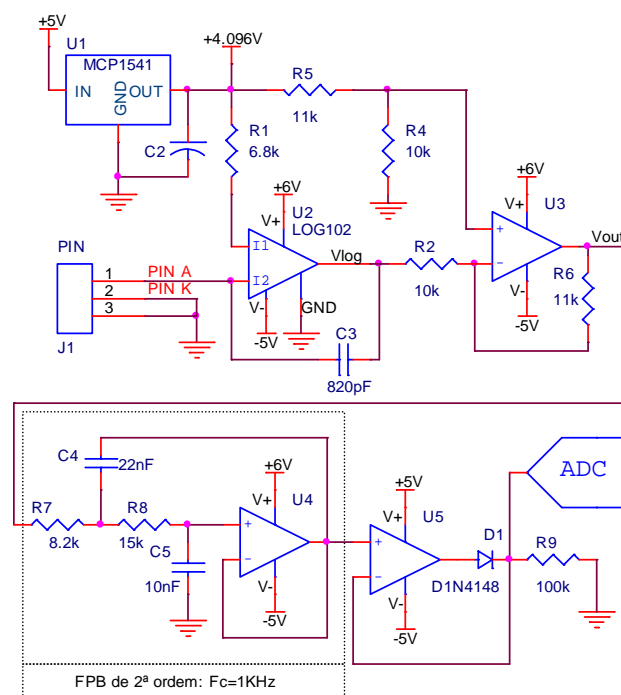 +5V
U1
MCP1541
IN
GND
OUT
C2
+4.096V
R1
6.8k
R5
11k
R4
10k
+6V
V+
U2
LOG102
I1
I2
Vlog
V-
-5V
GND
R2
10k
C3
820pF
+6V
V+
U3
+
-
Vout
V-
-5V
R6
11k
PIN
1
2
3
PIN A
PIN K
J1
C4
22nF
R7
8.2k
R8
15k
C5
10nF
+6V
V+
U4
+
-
V-
-5V
+5V
V+
U5
+
-
V-
-5V
D1
D1N4148
R9
100k
ADC
FPB de 2ª ordem: Fc=1KHz